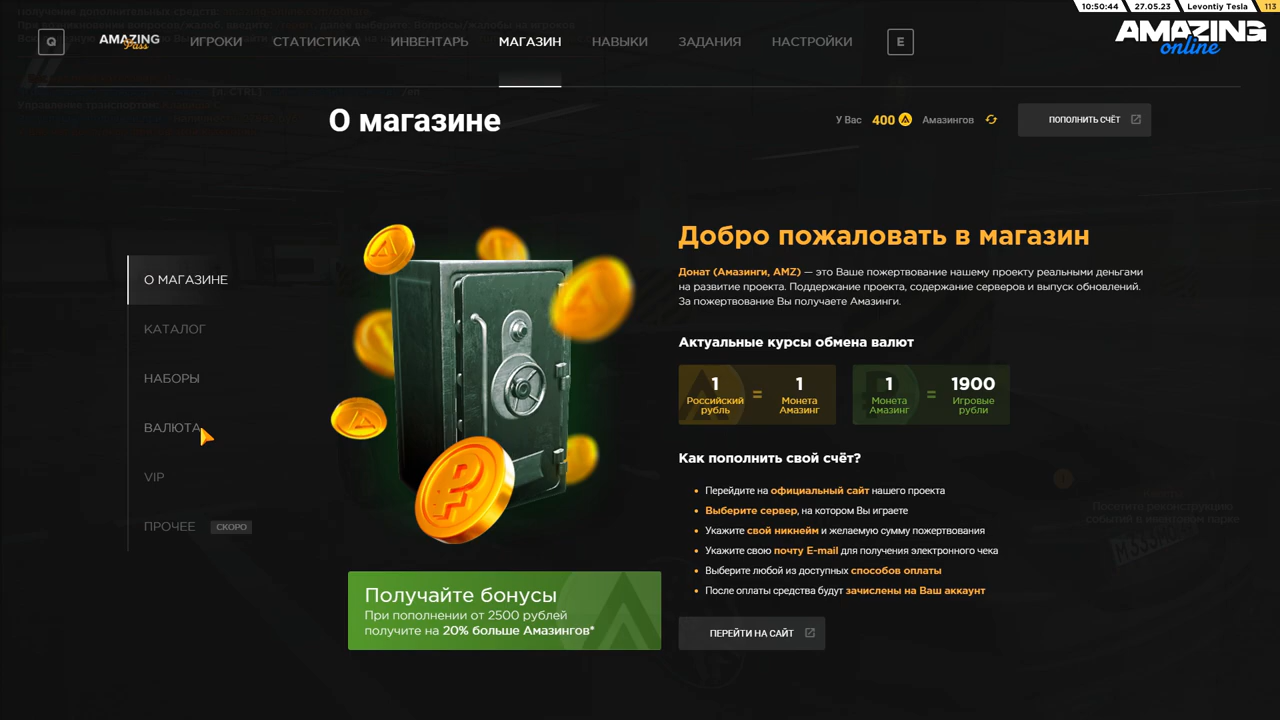 10:50:44 27.05.23 Levontiy Tesla 113
AMAZING
online
Q AMAZING Pass ИГРОКИ СТАТИСТИКА ИНВЕНТАРЬ МАГАЗИН НАВЫКИ ЗАДАНИЯ НАСТРОЙКИ E
О магазине
У Вас 400 Амазингов ПОПОЛНИТЬ СЧЁТ
О МАГАЗИНЕ
КАТАЛОГ
НАБОРЫ
ВАЛЮТА
VIP
ПРОЧЕЕ СКОРО
Получайте бонусы
При пополнении от 2500 рублей
получите на 20% больше Амазингов*
Добро пожаловать в магазин
Донат (Амазинги, AMZ) — это Ваше пожертвование нашему проекту реальными деньгами
на развитие проекта. Поддержание проекта, содержание серверов и выпуск обновлений.
За пожертвование Вы получаете Амазинги.
Актуальные курсы обмена валют
1 = 1 1 = 1900
Российский Монета Монета Игровые
рубль Амазинг Амазинг рубли
Как пополнить свой счёт?
Перейдите на официальный сайт нашего проекта
Выберите сервер, на котором Вы играете
Укажите свой никнейм и желаемую сумму пожертвования
Укажите свою почту E-mail для получения электронного чека
Выберите любой из доступных способов оплаты
После оплаты средства будут зачислены на Ваш аккаунт
ПЕРЕЙТИ НА САЙТ